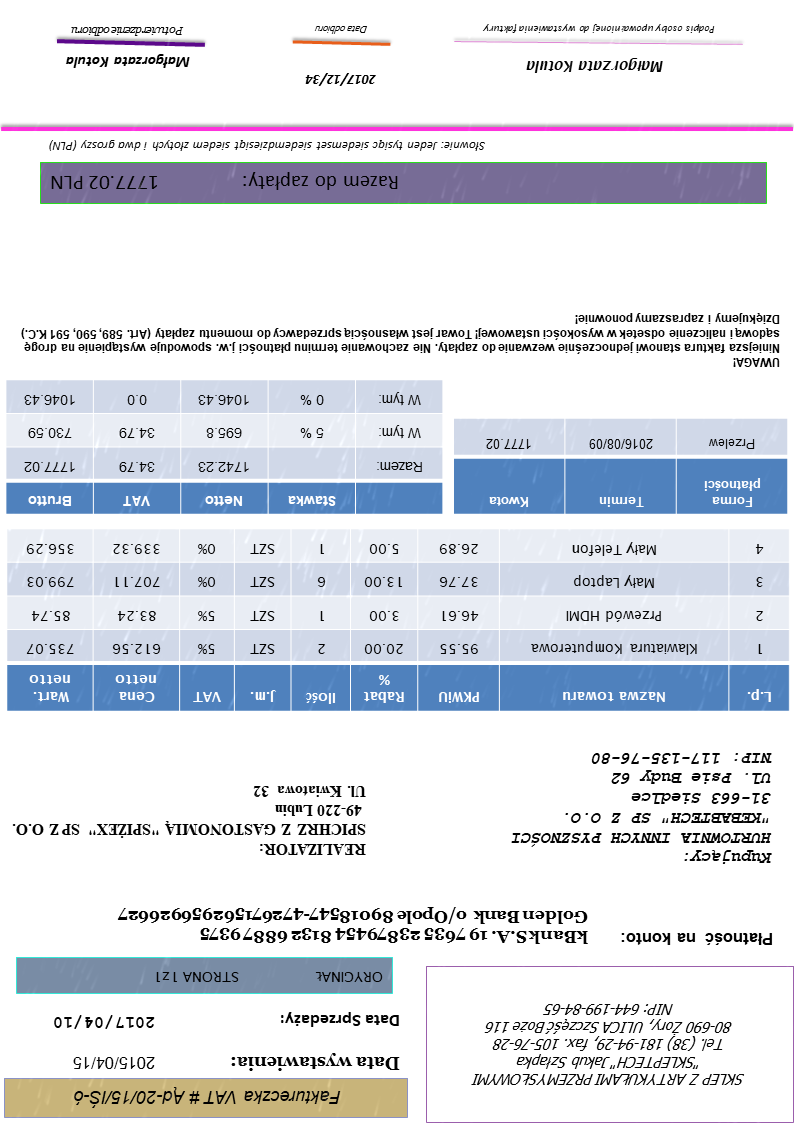 SKLEP Z ARTYKUŁAMI PRZEMYSŁOWYMI
"SKLEPTECH" Jakub Szłapka
Tel. (38) 181-94-29, fax. 105-76-28
80-690 Żory, ULICA Szczęść Boże 116
NIP: 644-199-84-65
Faktureczka VAT # Ąd-20/15/IŚ-ó
Data wystawienia: 2015/04/15
Data Sprzedaży: 2017/04/10
ORYGINAŁ STRONA 1 z 1
Płatność na konto: kBankS.A. 19 7635 23879454 8132 6887 9375
Golden Bank o/Opole 89018547-472671562956926627
Kupujący:
HURTOWNIA INNYCH PYSZNOŚCI
"KEBABTECH" SP Z O.O.
31-663 Siedlce
Ul. Psie Budy 62
NIP: 117-135-76-80
REALIZATOR:
SPICHRZ Z GASTONOMIĄ "SPIŻEX" SP Z O.O.
49-220 Lubin
Ul. Kwiatowa 32
L.p. Nazwa towaru PKWiU Rabat % Ilość J.m. VAT Cena netto Wart. netto
1 Klawiatura Komputerowa 95.55 20.00 2 SZT 5% 612.56 735.07
2 Przewód HDMI 46.61 3.00 1 SZT 5% 83.24 85.74
3 Mały Laptop 37.76 13.00 6 SZT 0% 707.11 799.03
4 Mały Telefon 26.89 5.00 1 SZT 0% 339.32 356.29
Forma płatności Termin Kwota
Przelew 2016/08/09 1777.02
Stawka Netto VAT Brutto
Razem: 1742.23 34.79 1777.02
W tym: 5 % 695.8 34.79 730.59
W tym: 0 % 1046.43 0.0 1046.43
UWAGA!
Niniejsza faktura stanowi jednocześnie wezwanie do zapłaty. Nie zachowanie terminu płatności j.w. spowoduje wystąpienie na drogę
sądową i naliczenie odsetek w wysokości ustawowej! Towar jest własnością sprzedawcy do momentu zapłaty (Art. 589, 590, 591 K.C.)
Dziękujemy i zapraszamy ponownie!
Razem do zapłaty: 1777.02 PLN
Słownie: Jeden tysiąc siedemset siedemdziesiąt siedem złotych i dwa groszy (PLN)
Małgorzata Kotula
Podpis osoby upoważnionej do wystawienia faktury
2017/12/34
Data odbioru
Małgorzata Kotula
Potwierdzenie odbioru